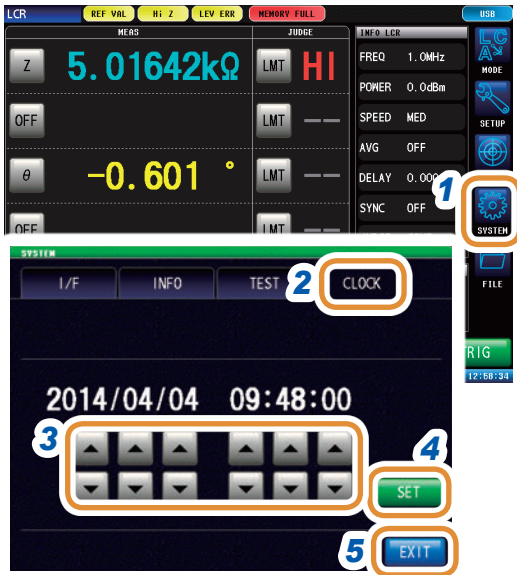 LCR REF VAL Hi Z LEV ERR MEMORY FULL USB
MEAS JUDGE INFO LCR
Z 5.01642kΩ LMT HI FREQ 1.0MHz
MODE
POWER 0.0dBm
OFF LMT -- SPEED MED
SETUP
AVG OFF
θ -0.601 ° LMT -- DELAY 0.000
1
SYNC OFF
SYSTEM
OFF LMT
SYSTEM
I/F INFO TEST 2 CLOCK
FILE
RIG
12:58:34
2014/04/04 09:48:00
3
4
SET
5 EXIT